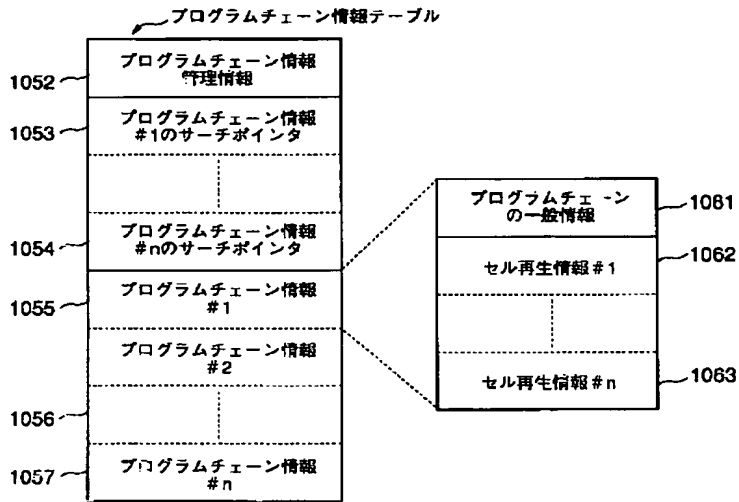 プログラムチェーン情報テーブル
1052
プログラムチェーン情報
管理情報
1053
プログラムチェーン情報
#1のサーチポインタ
1054
プログラムチェーン情報
#nのサーチポインタ
1055
プログラムチェーン情報
#1
プログラムチェーン情報
#2
1056
1057
プログラムチェーン情報
#n
プログラムチェーン
の一般情報
1061
セル再生情報#1
1062
セル再生情報#n
1063